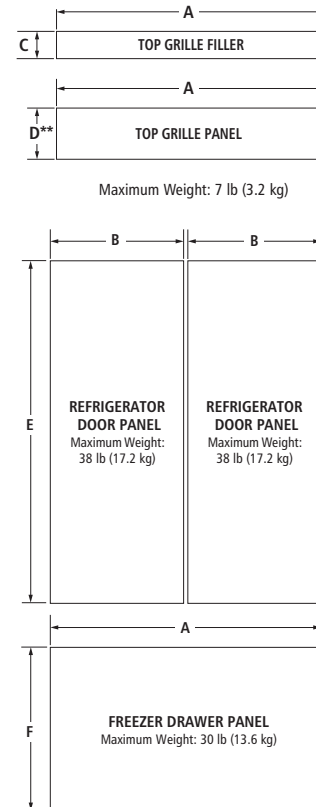 A
C
TOP GRILLE FILLER
A
D**
TOP GRILLE PANEL
Maximum Weight: 7 lb (3.2 kg)
B B
E
REFRIGERATOR REFRIGERATOR
DOOR PANEL DOOR PANEL
Maximum Weight: Maximum Weight:
38 lb (17.2 kg) 38 lb (17.2 kg)
A
F
FREEZER DRAWER PANEL
Maximum Weight: 30 lb (13.6 kg)